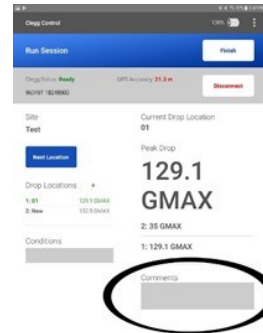 Clegg Control
Run Session
Finish
Clegg Status: Ready
GPS Accuracy: 21.3 m
Disconnect
Site
Test
Current Drop Location
01
Next Location
Peak Drop
129.1
GMAX
Drop Locations +
1: 01
129.1 GMAX
2: New
2: 35 GMAX
1: 129.1 GMAX
Conditions
Comments